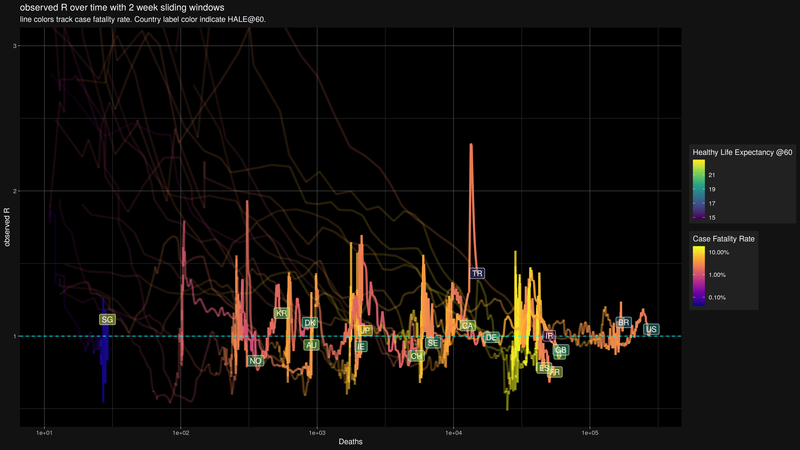 observed R over time with 2 week sliding windows
line colors track case fatality rate. Country label color indicate HALE@60.
3
2
1
observed R
SG
NO
KR
DK
AU
JP
IE
CH
SE
CA
TR
DE
IR
GB
ES
FR
BR
US
1e+01
1e+02
1e+03
1e+04
1e+05
Deaths
Healthy Life Expectancy @60
21
19
17
15
Case Fatality Rate
10.00%
1.00%
0.10%